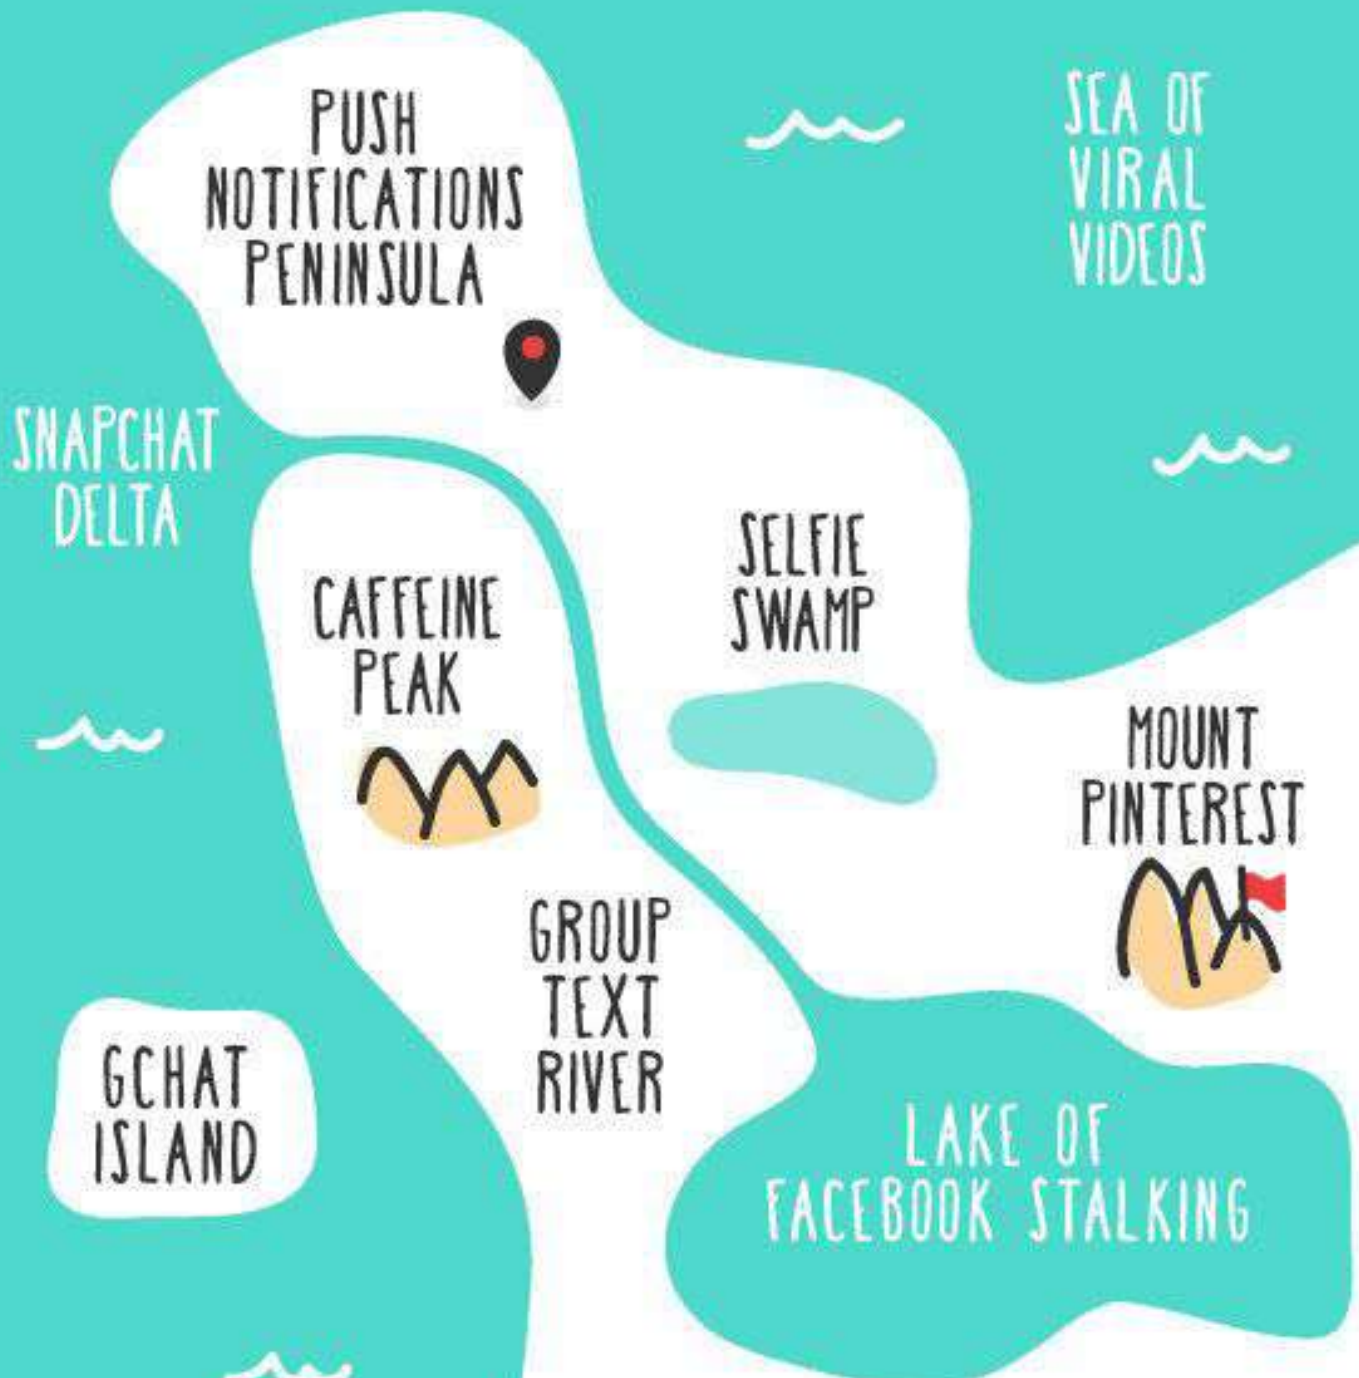 PUSH
NOTIFICATIONS
PENINSULA
SEA OF
VIRAL
VIDEOS
SNAPCHAT
DELTA
SELFIE
SWAMP
CAFFEINE
PEAK
MOUNT
PINTEREST
GROUP
TEXT
RIVER
GCHAT
ISLAND
LAKE OF
FACEBOOK STALKING